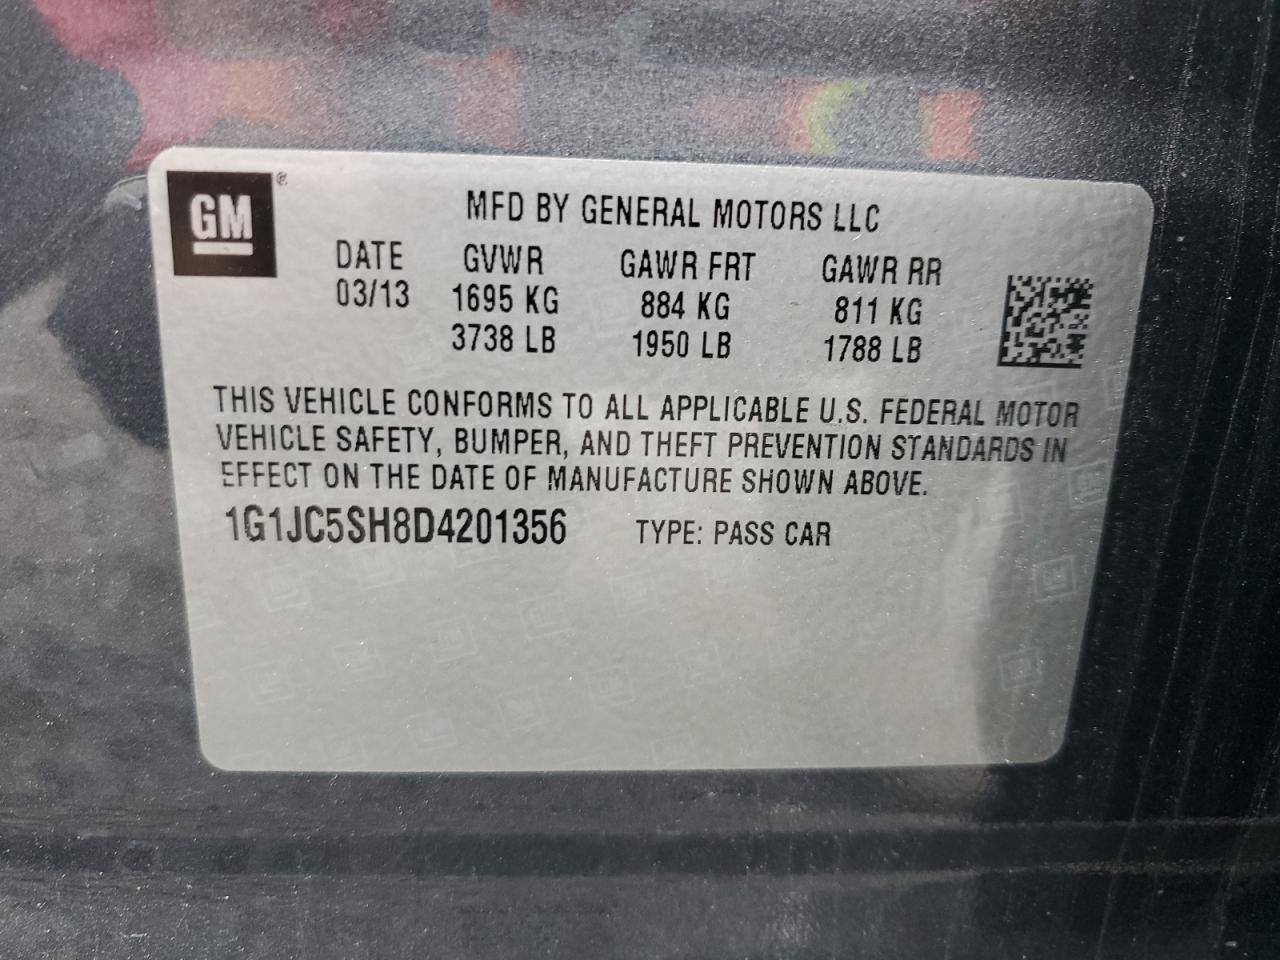 GM®
MFD BY GENERAL MOTORS LLC
DATE GVWR GAWR FRT GAWR RR
03/13 1695 KG 884 KG 811 KG
3738 LB 1950 LB 1788 LB
THIS VEHICLE CONFORMS TO ALL APPLICABLE U.S. FEDERAL MOTOR
VEHICLE SAFETY, BUMPER, AND THEFT PREVENTION STANDARDS IN
EFFECT ON THE DATE OF MANUFACTURE SHOWN ABOVE.
1G1JC5SH8D4201356 TYPE: PASS CAR